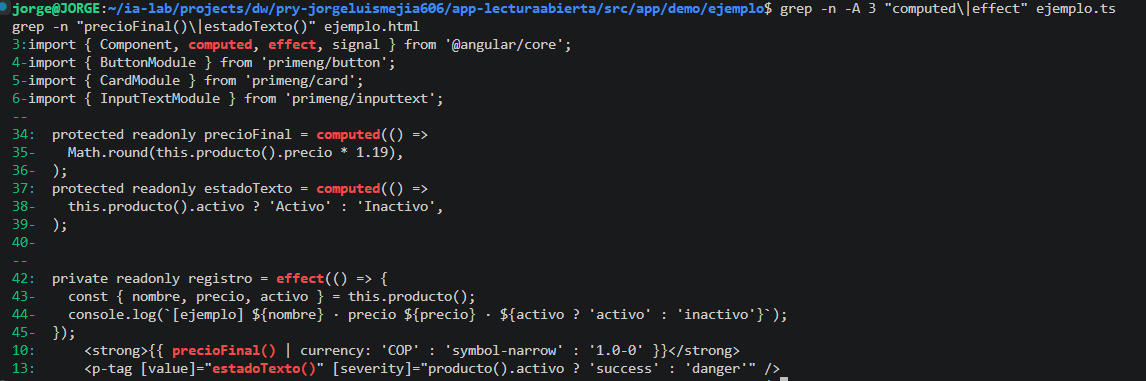 jorge@JORGE:~/ia-lab/projects/dw/pry-jorgeluismejia606/app-lecturaabierta/src/app/demo/ejemplo$ grep -n -A 3 "computed\|effect" ejemplo.ts
grep -n "precioFinal()\|estadoTexto()"  ejemplo.html
3:import { Component, computed, effect, signal } from '@angular/core';
4-import { ButtonModule } from 'primeng/button';
5-import { CardModule } from 'primeng/card';
6-import { InputTextModule } from 'primeng/inputtext';
--
34:  protected readonly precioFinal = computed(() =>
35-    Math.round(this.producto().precio * 1.19),
36-  );
37:  protected readonly estadoTexto = computed(() =>
38-    this.producto().activo ? 'Activo' : 'Inactivo',
39-  );
40-
--
42:  private readonly registro = effect(() => {
43-    const { nombre, precio, activo } = this.producto();
44-    console.log(`[ejemplo] ${nombre} · precio ${precio} · ${activo ? 'activo' : 'inactivo'}`);
45-  });
10:      <strong>{{ precioFinal() | currency: 'COP' : 'symbol-narrow' : '1.0-0' }}</strong>
13:      <p-tag [value]="estadoTexto()" [severity]="producto().activo ? 'success' : 'danger'" />